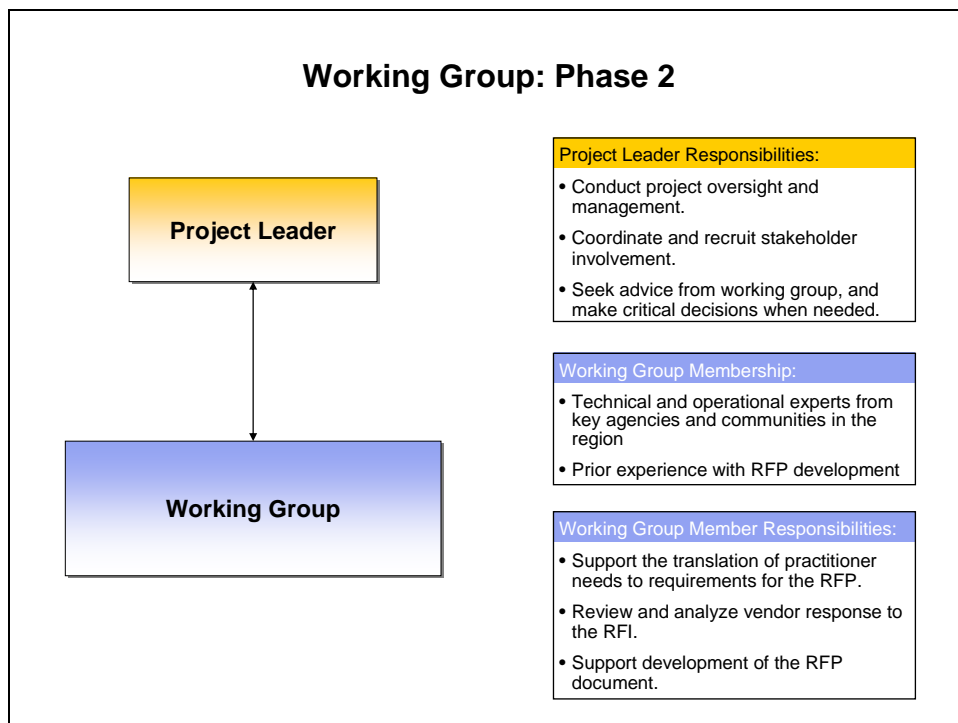 Working Group: Phase 2
Project Leader
Working Group
Project Leader Responsibilities:
• Conduct project oversight and
management.
• Coordinate and recruit stakeholder
involvement.
• Seek advice from working group, and
make critical decisions when needed.
Working Group Membership:
• Technical and operational experts from
key agencies and communities in the
region
• Prior experience with RFP development
Working Group Member Responsibilities:
• Support the translation of practitioner
needs to requirements for the RFP.
• Review and analyze vendor response to
the RFI.
• Support development of the RFP
document.